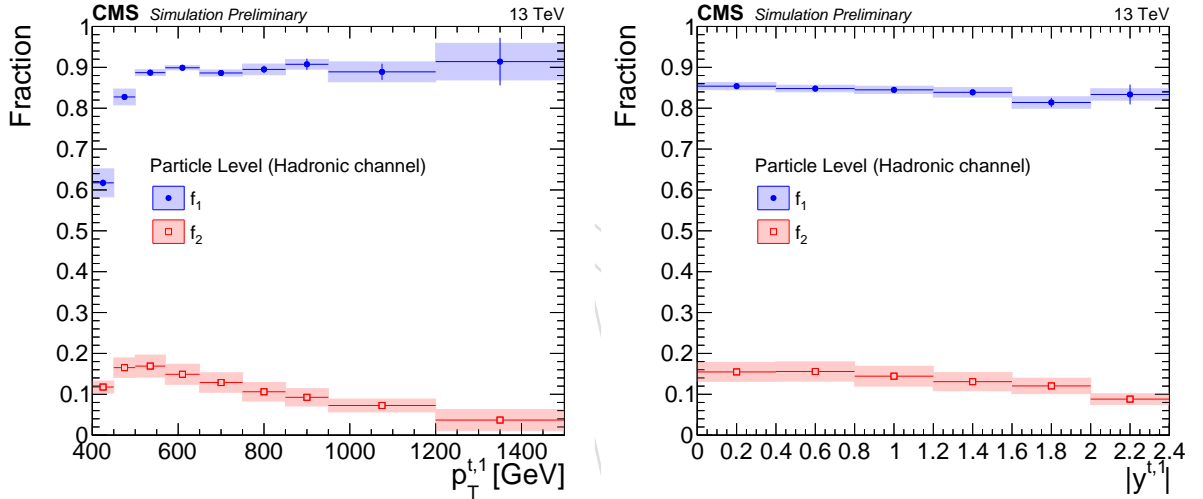 CMS Simulation Preliminary 13 TeV
Fraction
1
0.9
0.8
0.7
0.6
0.5
0.4
0.3
0.2
0.1
0
Particle Level (Hadronic channel)
f₁
f₂
400 600 800 1000 1200 1400
p_T^{t,1} [GeV]
CMS Simulation Preliminary 13 TeV
Fraction
1
0.9
0.8
0.7
0.6
0.5
0.4
0.3
0.2
0.1
0
Particle Level (Hadronic channel)
f₁
f₂
0 0.2 0.4 0.6 0.8 1 1.2 1.4 1.6 1.8 2 2.2 2.4
|y^{t,1}|